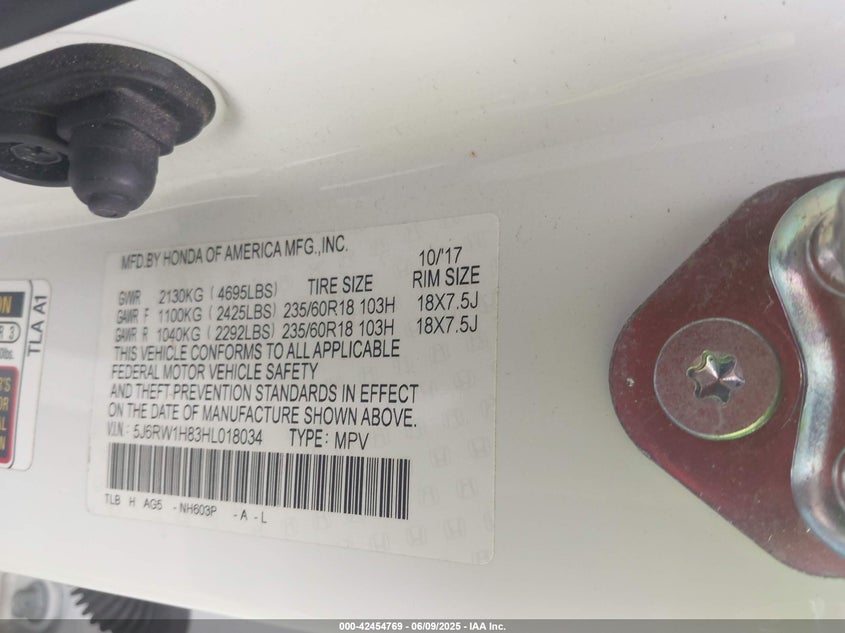 MFD.BY HONDA OF AMERICA MFG.,INC. 10/'17
GVWR 2130KG (4695LBS) TIRE SIZE RIM SIZE
GAWR F 1100KG (2425LBS) 235/60R18 103H 18X7.5J
GAWR R 1040KG (2292LBS) 235/60R18 103H 18X7.5J
THIS VEHICLE CONFORMS TO ALL APPLICABLE
FEDERAL MOTOR VEHICLE SAFETY
AND THEFT PREVENTION STANDARDS IN EFFECT
ON THE DATE OF MANUFACTURE SHOWN ABOVE.
V.I.N.: 5J6RW1H83HL018034 TYPE: MPV
TLB H AG5 - NH603P - A - L
TLA A1
000-42454769 - 06/09/2025 - IAA Inc.